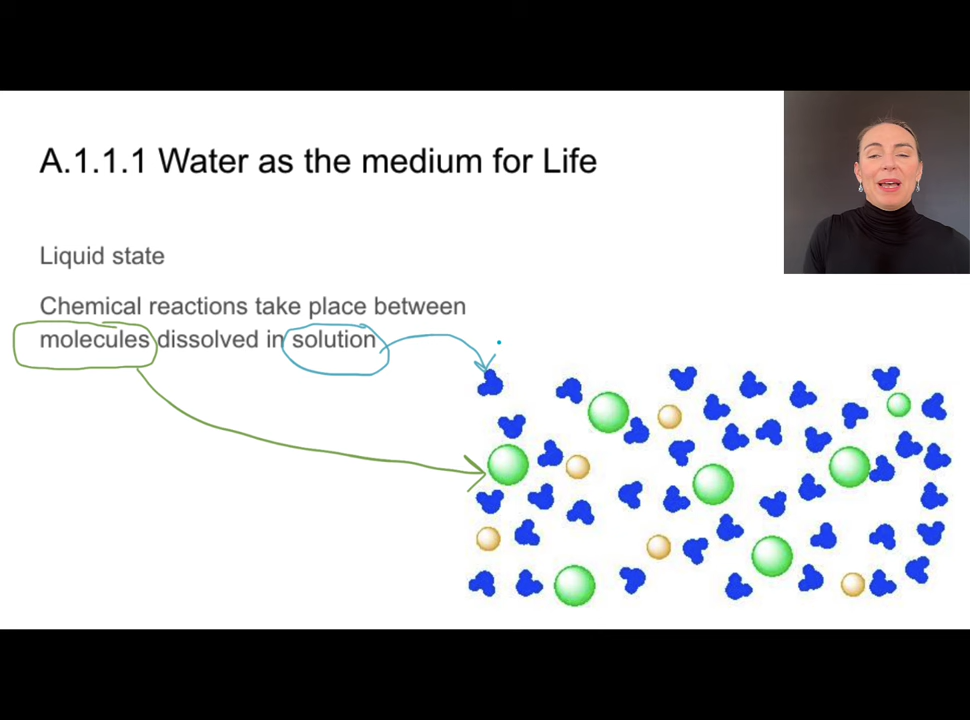 A.1.1.1 Water as the medium for Life
Liquid state
Chemical reactions take place between
molecules dissolved in solution